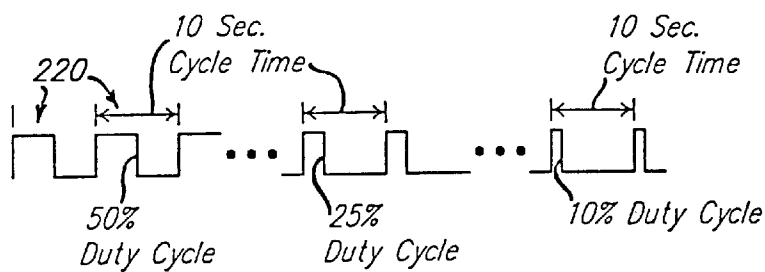 10 Sec.
Cycle Time
10 Sec.
Cycle Time
220
50%
Duty Cycle
25%
Duty Cycle
10% Duty Cycle